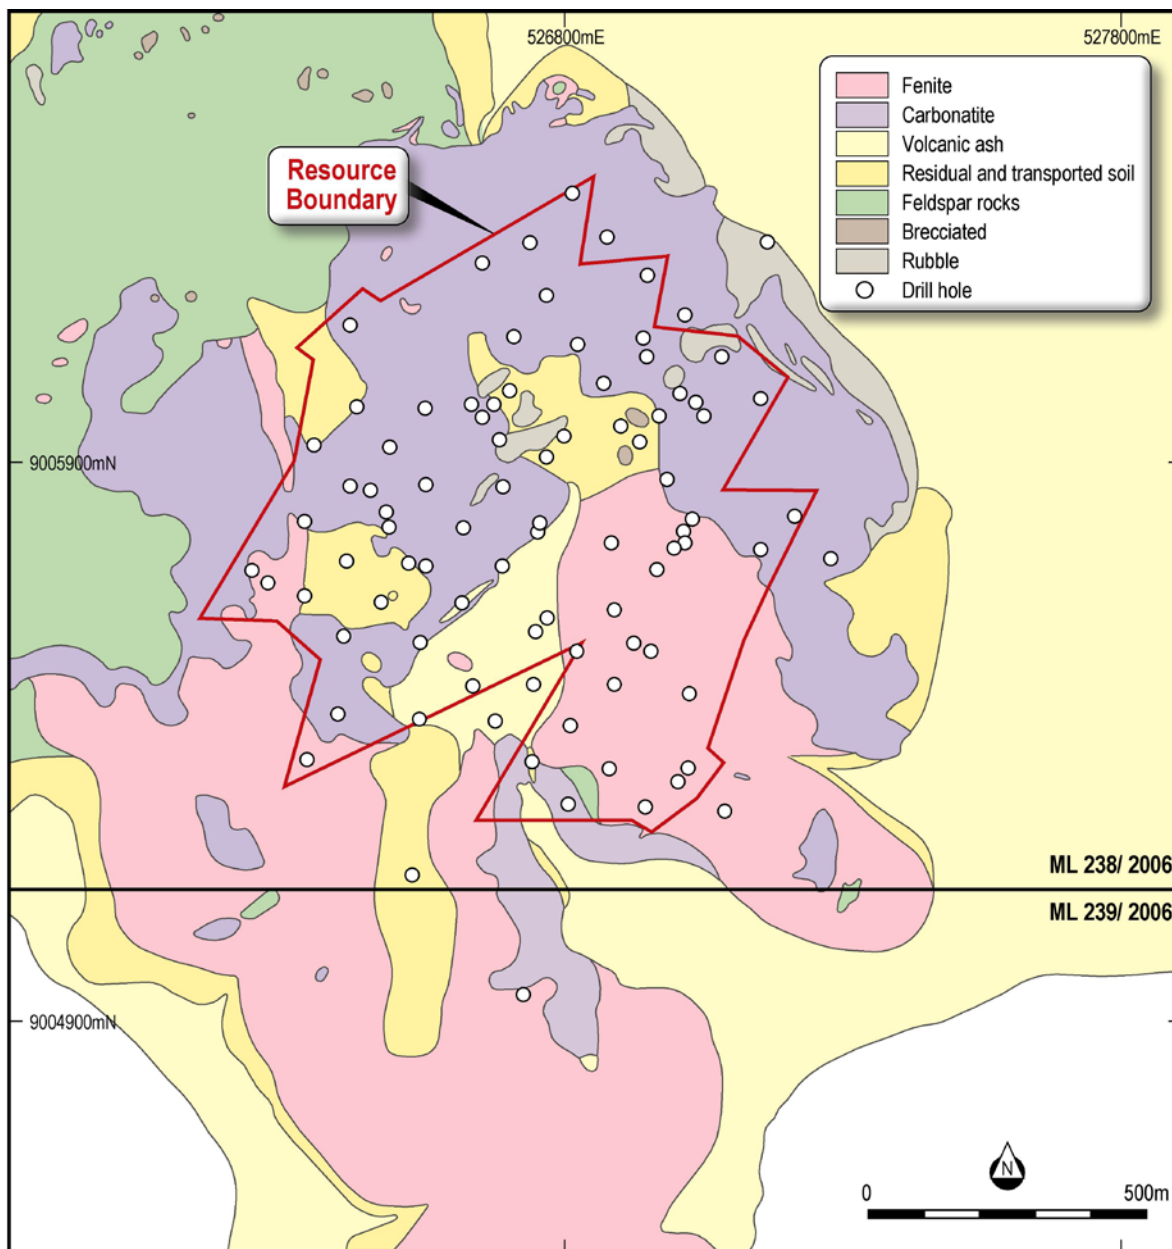 526800mE
527800mE
Fenite
Carbonatite
Volcanic ash
Residual and transported soil
Feldspar rocks
Brecciated
Rubble
Drill hole
Resource
Boundary
9005900mN
ML 238/ 2006
ML 239/ 2006
9004900mN
N
0
500m